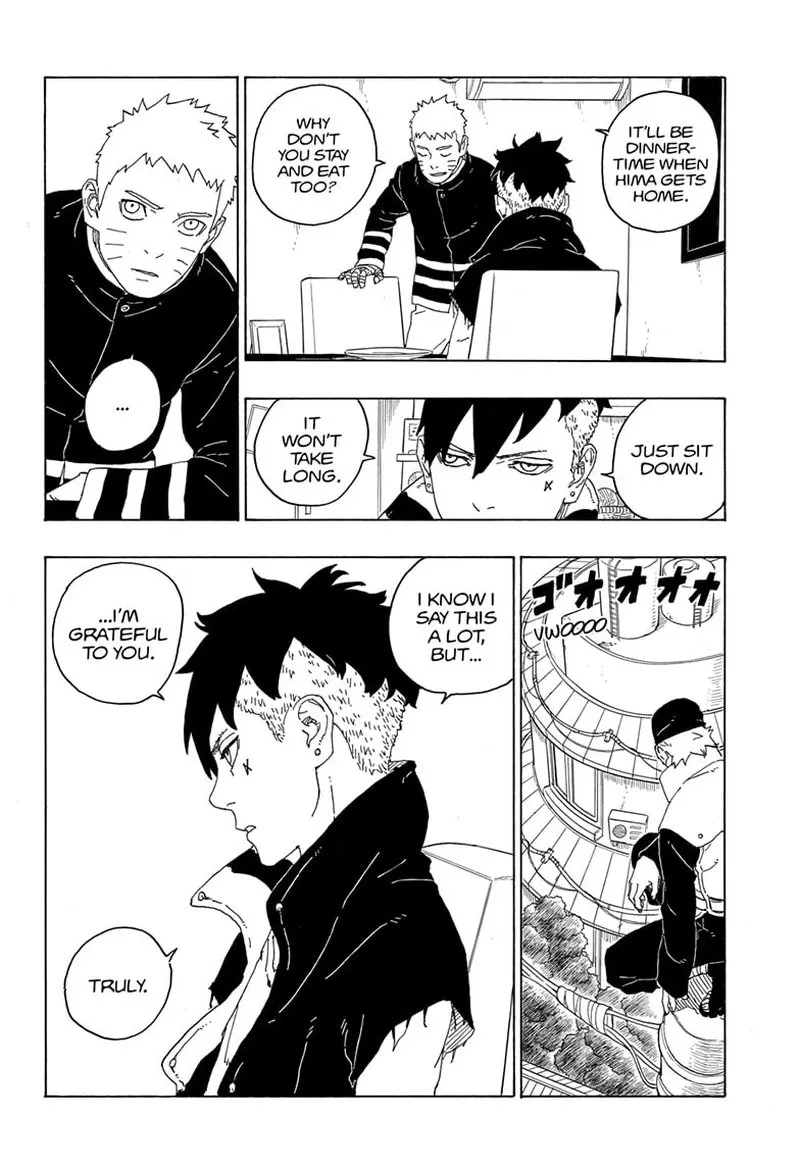 IT'LL BE
DINNER-
TIME WHEN
HIMA GETS
HOME.
WHY
DON'T
YOU STAY
AND EAT
TOO?
JUST SIT
DOWN.
IT
WON'T
TAKE
LONG.
...
ゴオオオオ
VWOOOO
I KNOW I
SAY THIS
A LOT,
BUT...
...I'M
GRATEFUL
TO YOU.
TRULY.